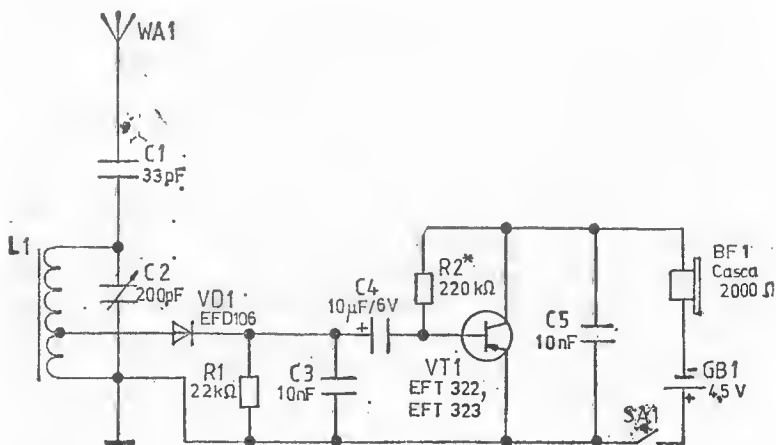 WA1
C1
33pF
L1
C2
200pF
VD1
EFD106
R1
22kΩ
C3
10nF
C4
10µF/6V
+
R2*
220kΩ
VT1
EFT 322,
EFT 323
C5
10nF
BF1
Casca
2000 Ω
GB1
4,5 V
+
SA1